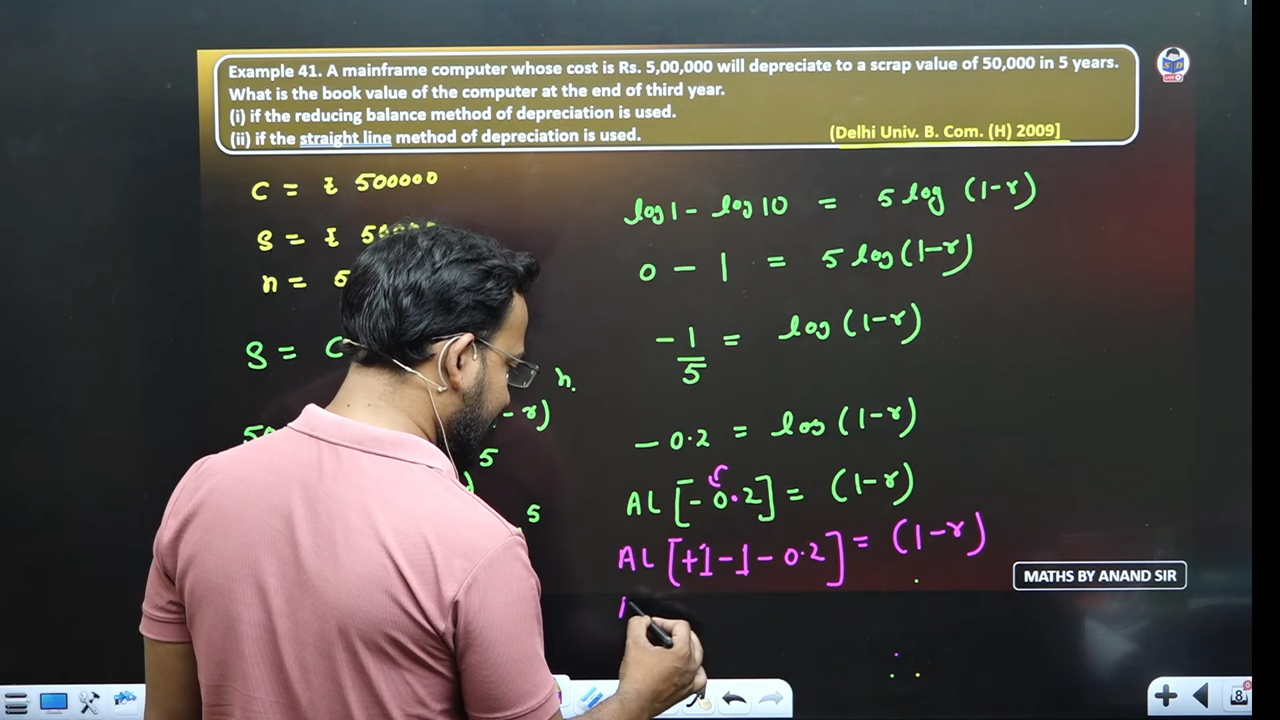 Example 41. A mainframe computer whose cost is Rs. 5,00,000 will depreciate to a scrap value of 50,000 in 5 years.
What is the book value of the computer at the end of third year.
(i) if the reducing balance method of depreciation is used.
(ii) if the straight line method of depreciation is used.
(Delhi Univ. B. Com. (H) 2009]
C = ₹ 500000
S = ₹
n = 5
S = C
n
- r)
5
5
log 1 - log 10 = 5 log (1-r)
0 - 1 = 5 log (1-r)
-1/5 = log (1-r)
-0.2 = log (1-r)
AL [-0.2] = (1-r)
AL [+1-1-0.2] = (1-r)
MATHS BY ANAND SIR
8